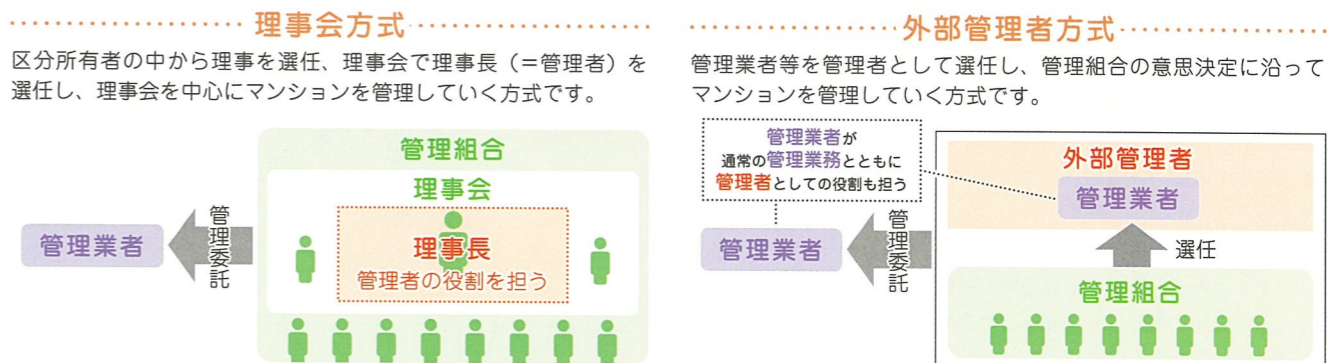 理事会方式
区分所有者の中から理事を選任、理事会で理事長（＝管理者）を
選任し、理事会を中心にマンションを管理していく方式です。
管理組合
理事会
理事長
管理者の役割を担う
管理委託
管理業者
外部管理者方式
管理業者等を管理者として選任し、管理組合の意思決定に沿って
マンションを管理していく方式です。
管理業者が
通常の管理業務とともに
管理者としての役割も担う
外部管理者
管理業者
選任
管理組合
管理委託
管理業者